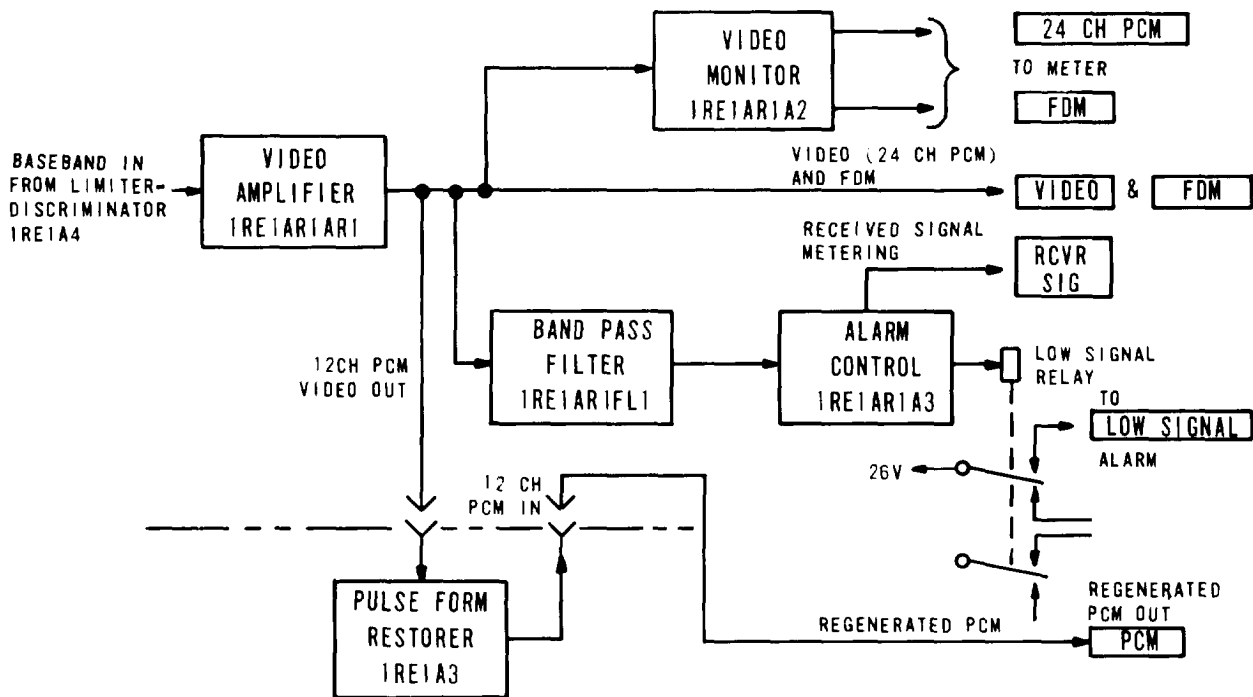 BASEBAND IN
FROM LIMITER-
DISCRIMINATOR
1RE1A4
VIDEO
AMPLIFIER
1RE1AR1AR1
VIDEO
MONITOR
1RE1AR1A2
24 CH PCM
TO METER
FDM
VIDEO (24 CH PCM)
AND FDM
VIDEO & FDM
RECEIVED SIGNAL
METERING
RCVR
SIG
12CH PCM
VIDEO OUT
BAND PASS
FILTER
1RE1AR1FL1
ALARM
CONTROL
1RE1AR1A3
LOW SIGNAL
RELAY
TO
LOW SIGNAL
ALARM
26V
12 CH
PCM IN
PULSE FORM
RESTORER
1RE1A3
REGENERATED PCM
REGENERATED
PCM OUT
PCM